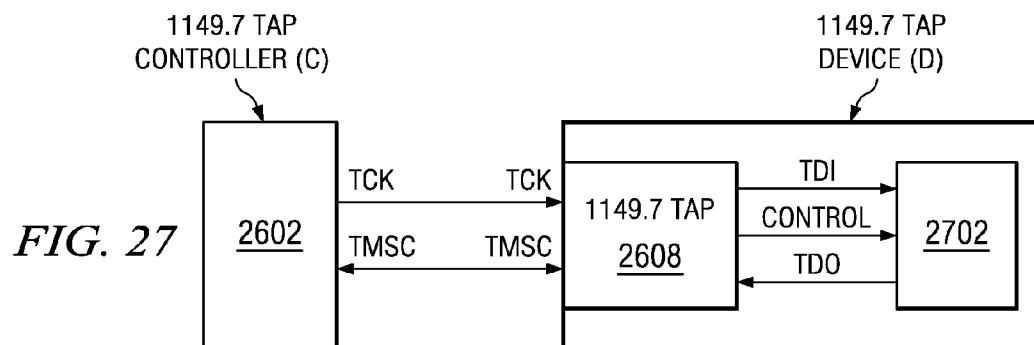 1149.7 TAP
CONTROLLER (C)
1149.7 TAP
DEVICE (D)
TCK
TCK
TMSC
TMSC
2602
1149.7 TAP
2608
TDI
CONTROL
TDO
2702
FIG. 27